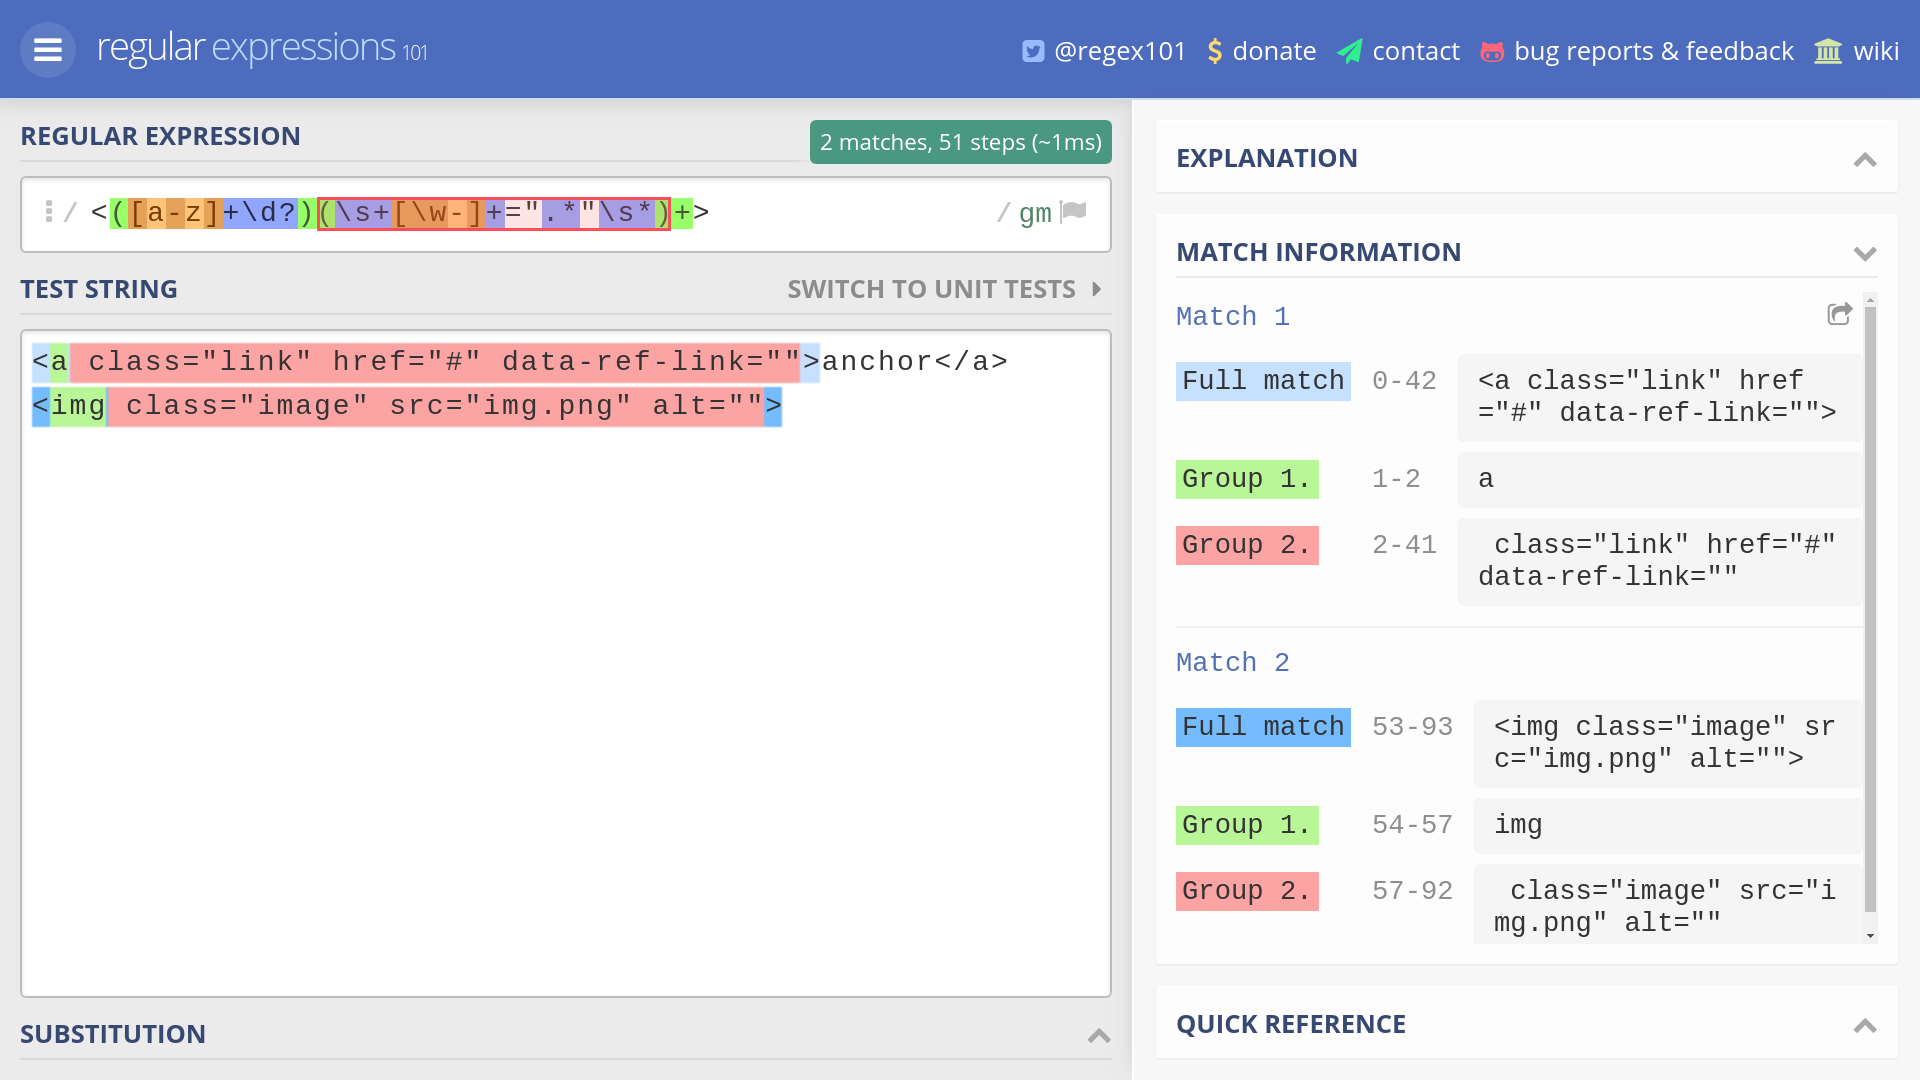 regular expressions 101
@regex101 donate contact bug reports & feedback wiki
REGULAR EXPRESSION
2 matches, 51 steps (~1ms)
/ <([a-z]+\d?)(\s+[\w-]+=".*"\s*)+> / gm
TEST STRING
SWITCH TO UNIT TESTS
<a class="link" href="#" data-ref-link="">anchor</a>
<img class="image" src="img.png" alt="">
SUBSTITUTION
EXPLANATION
MATCH INFORMATION
Match 1
Full match 0-42 <a class="link" href
="#" data-ref-link="">
Group 1. 1-2 a
Group 2. 2-41 class="link" href="#"
data-ref-link=""
Match 2
Full match 53-93 <img class="image" sr
c="img.png" alt="">
Group 1. 54-57 img
Group 2. 57-92 class="image" src="i
mg.png" alt=""
QUICK REFERENCE